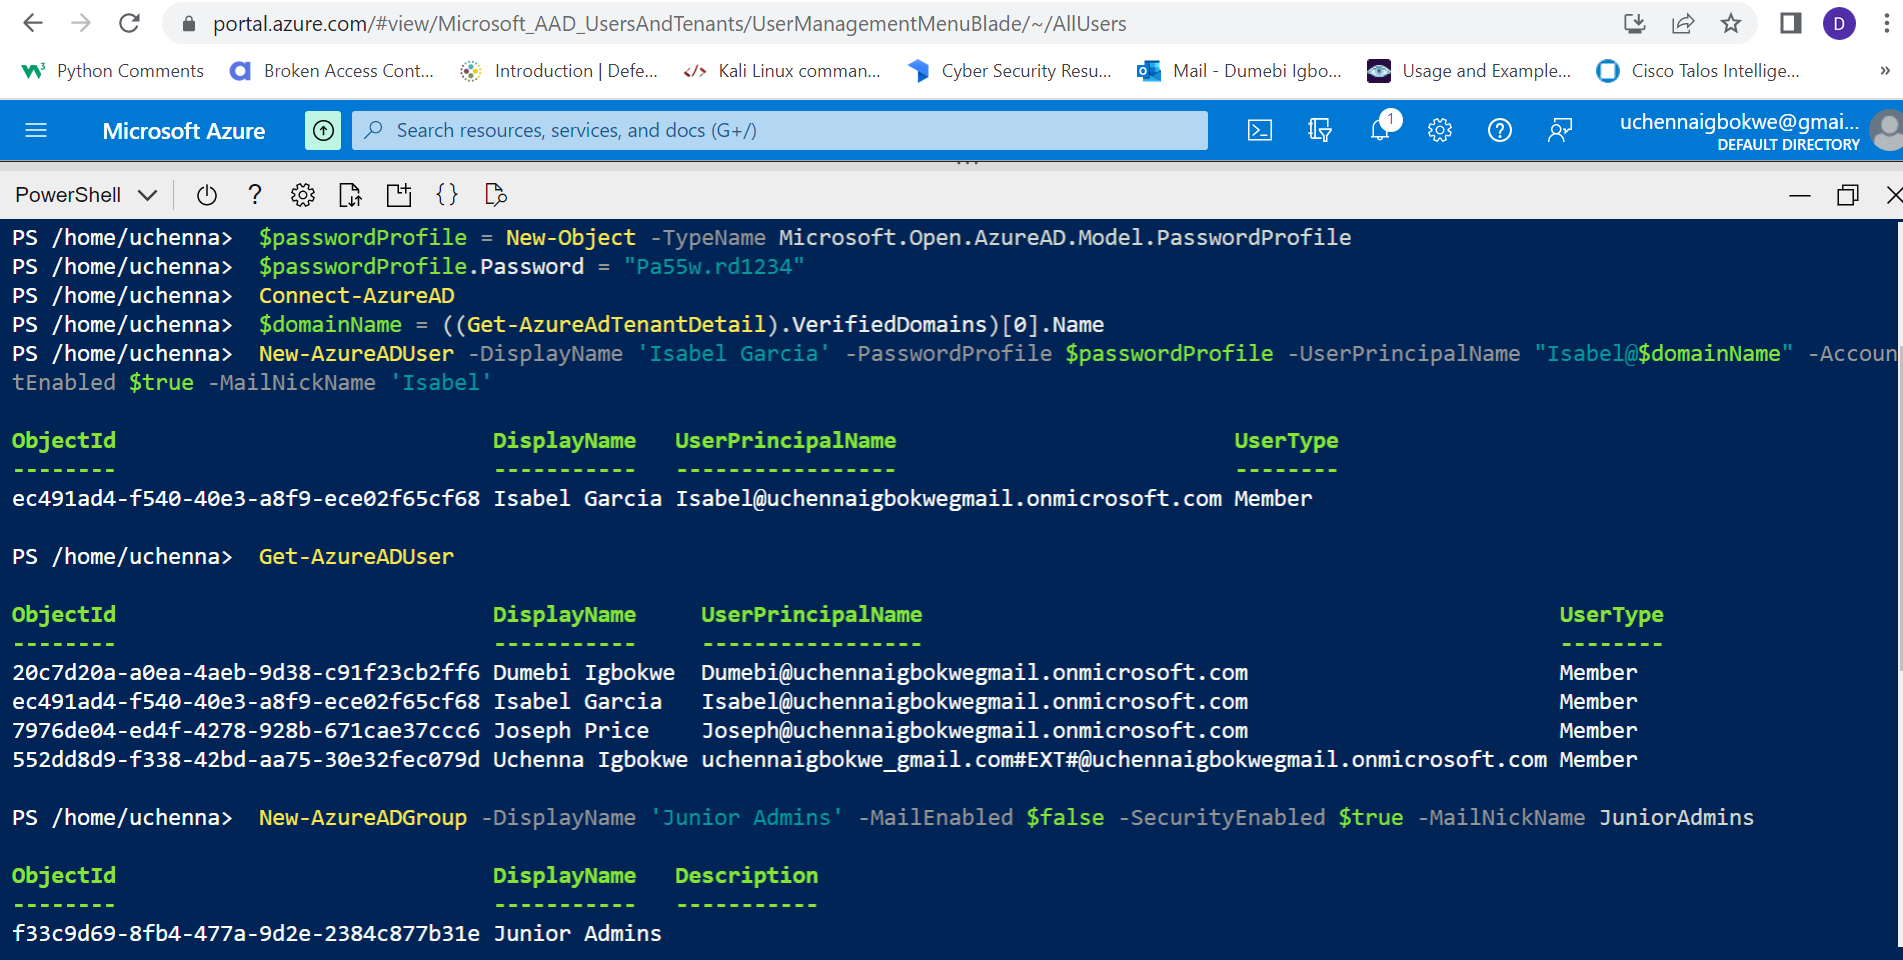 portal.azure.com/#view/Microsoft_AAD_UsersAndTenants/UserManagementMenuBlade/~/AllUsers
D
Python Comments Broken Access Cont... Introduction | Defe... Kali Linux comman... Cyber Security Resu... Mail - Dumebi Igbo... Usage and Example... Cisco Talos Intellige... »
Microsoft Azure Search resources, services, and docs (G+/) 1 uchennaigbokwe@gmai...
DEFAULT DIRECTORY
PowerShell
PS /home/uchenna> $passwordProfile = New-Object -TypeName Microsoft.Open.AzureAD.Model.PasswordProfile
PS /home/uchenna> $passwordProfile.Password = "Pa55w.rd1234"
PS /home/uchenna> Connect-AzureAD
PS /home/uchenna> $domainName = ((Get-AzureAdTenantDetail).VerifiedDomains)[0].Name
PS /home/uchenna> New-AzureADUser -DisplayName 'Isabel Garcia' -PasswordProfile $passwordProfile -UserPrincipalName "Isabel@$domainName" -Accoun
tEnabled $true -MailNickName 'Isabel'
ObjectId DisplayName UserPrincipalName UserType
-------- ----------- ----------------- --------
ec491ad4-f540-40e3-a8f9-ece02f65cf68 Isabel Garcia Isabel@uchennaigbokwegmail.onmicrosoft.com Member
PS /home/uchenna> Get-AzureADUser
ObjectId DisplayName UserPrincipalName UserType
-------- ----------- ----------------- --------
20c7d20a-a0ea-4aeb-9d38-c91f23cb2ff6 Dumebi Igbokwe Dumebi@uchennaigbokwegmail.onmicrosoft.com Member
ec491ad4-f540-40e3-a8f9-ece02f65cf68 Isabel Garcia Isabel@uchennaigbokwegmail.onmicrosoft.com Member
7976de04-ed4f-4278-928b-671cae37ccc6 Joseph Price Joseph@uchennaigbokwegmail.onmicrosoft.com Member
552dd8d9-f338-42bd-aa75-30e32fec079d Uchenna Igbokwe uchennaigbokwe_gmail.com#EXT#@uchennaigbokwegmail.onmicrosoft.com Member
PS /home/uchenna> New-AzureADGroup -DisplayName 'Junior Admins' -MailEnabled $false -SecurityEnabled $true -MailNickName JuniorAdmins
ObjectId DisplayName Description
-------- ----------- -----------
f33c9d69-8fb4-477a-9d2e-2384c877b31e Junior Admins